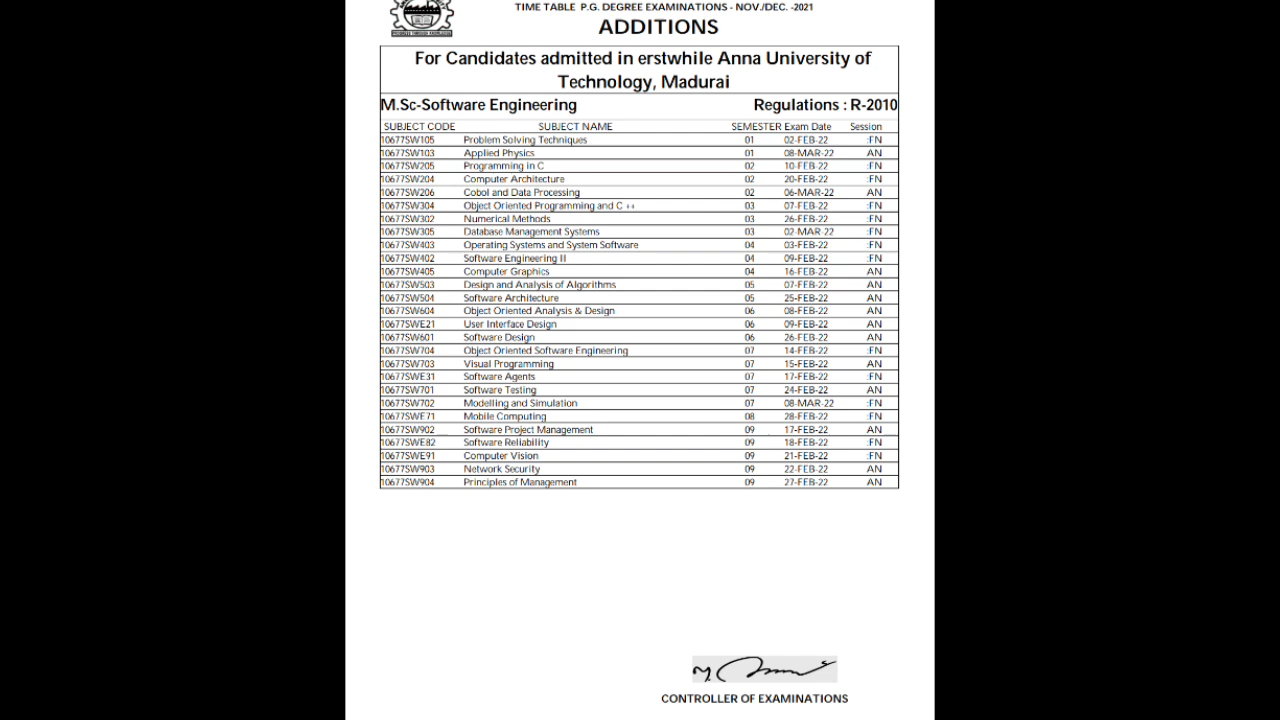 TIME TABLE P.G. DEGREE EXAMINATIONS - NOV./DEC. -2021
ADDITIONS
For Candidates admitted in erstwhile Anna University of
Technology, Madurai
M.Sc-Software Engineering Regulations : R-2010
SUBJECT CODE SUBJECT NAME SEMESTER Exam Date Session
10677SW105 Problem Solving Techniques 01 02-FEB-22 :FN
10677SW103 Applied Physics 01 08-MAR-22 AN
10677SW205 Programming in C 02 10-FEB-22 :FN
10677SW204 Computer Architecture 02 20-FEB-22 :FN
10677SW206 Cobol and Data Processing 02 06-MAR-22 AN
10677SW304 Object Oriented Programming and C ++ 03 07-FEB-22 :FN
10677SW302 Numerical Methods 03 26-FEB-22 :FN
10677SW305 Database Management Systems 03 02-MAR-22 :FN
10677SW403 Operating Systems and System Software 04 03-FEB-22 :FN
10677SW402 Software Engineering II 04 09-FEB-22 :FN
10677SW405 Computer Graphics 04 16-FEB-22 AN
10677SW503 Design and Analysis of Algorithms 05 07-FEB-22 AN
10677SW504 Software Architecture 05 25-FEB-22 AN
10677SW604 Object Oriented Analysis & Design 06 08-FEB-22 AN
10677SWE21 User Interface Design 06 09-FEB-22 AN
10677SW601 Software Design 06 26-FEB-22 AN
10677SW704 Object Oriented Software Engineering 07 14-FEB-22 :FN
10677SW703 Visual Programming 07 15-FEB-22 AN
10677SWE31 Software Agents 07 17-FEB-22 :FN
10677SW701 Software Testing 07 24-FEB-22 AN
10677SW702 Modelling and Simulation 07 08-MAR-22 :FN
10677SWE71 Mobile Computing 08 28-FEB-22 :FN
10677SW902 Software Project Management 09 17-FEB-22 AN
10677SWE82 Software Reliability 09 18-FEB-22 :FN
10677SWE91 Computer Vision 09 21-FEB-22 :FN
10677SW903 Network Security 09 22-FEB-22 AN
10677SW904 Principles of Management 09 27-FEB-22 AN
CONTROLLER OF EXAMINATIONS